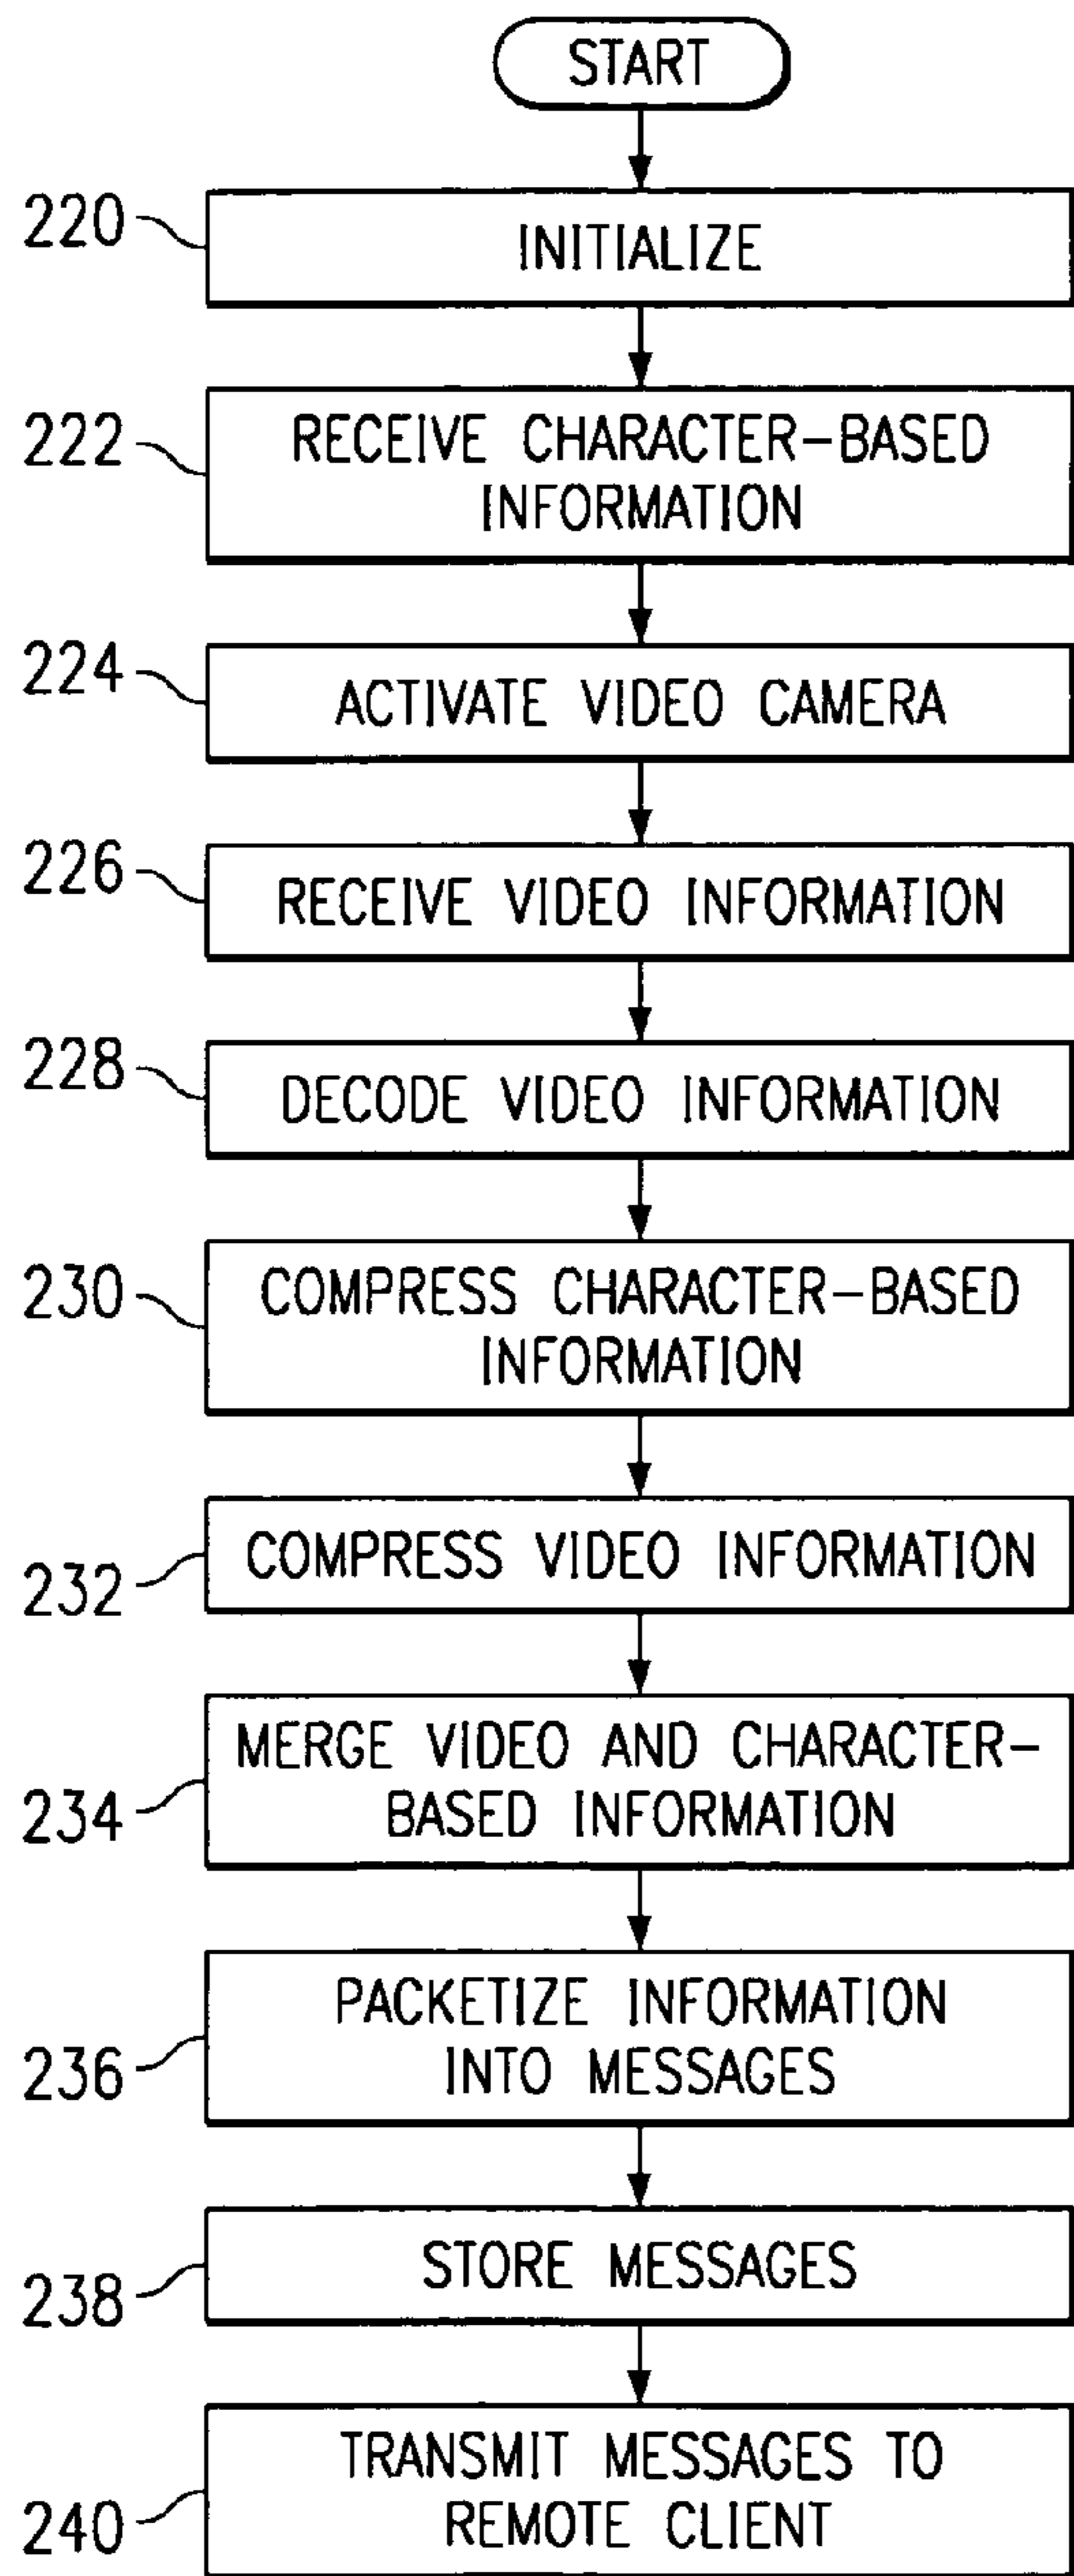 START
220
INITIALIZE
222
RECEIVE CHARACTER-BASED
INFORMATION
224
ACTIVATE VIDEO CAMERA
226
RECEIVE VIDEO INFORMATION
228
DECODE VIDEO INFORMATION
230
COMPRESS CHARACTER-BASED
INFORMATION
232
COMPRESS VIDEO INFORMATION
234
MERGE VIDEO AND CHARACTER-
BASED INFORMATION
236
PACKETIZE INFORMATION
INTO MESSAGES
238
STORE MESSAGES
240
TRANSMIT MESSAGES TO
REMOTE CLIENT